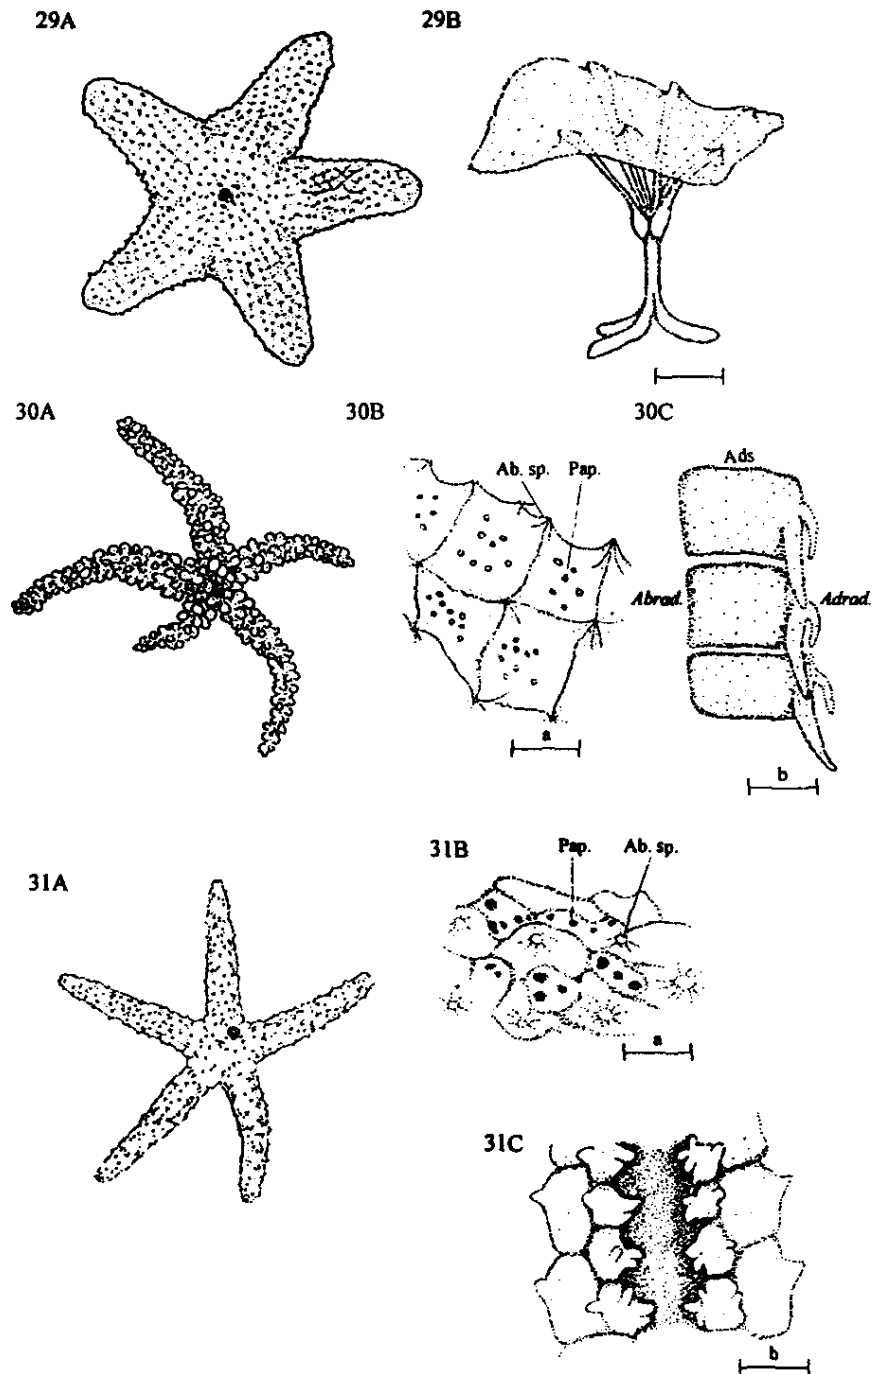 29A 29B
30A 30B 30C
Ads
Ab. sp. Pap.
Abrad. Adrad.
a
b
31A 31B
Pap. Ab. sp.
a
31C
b